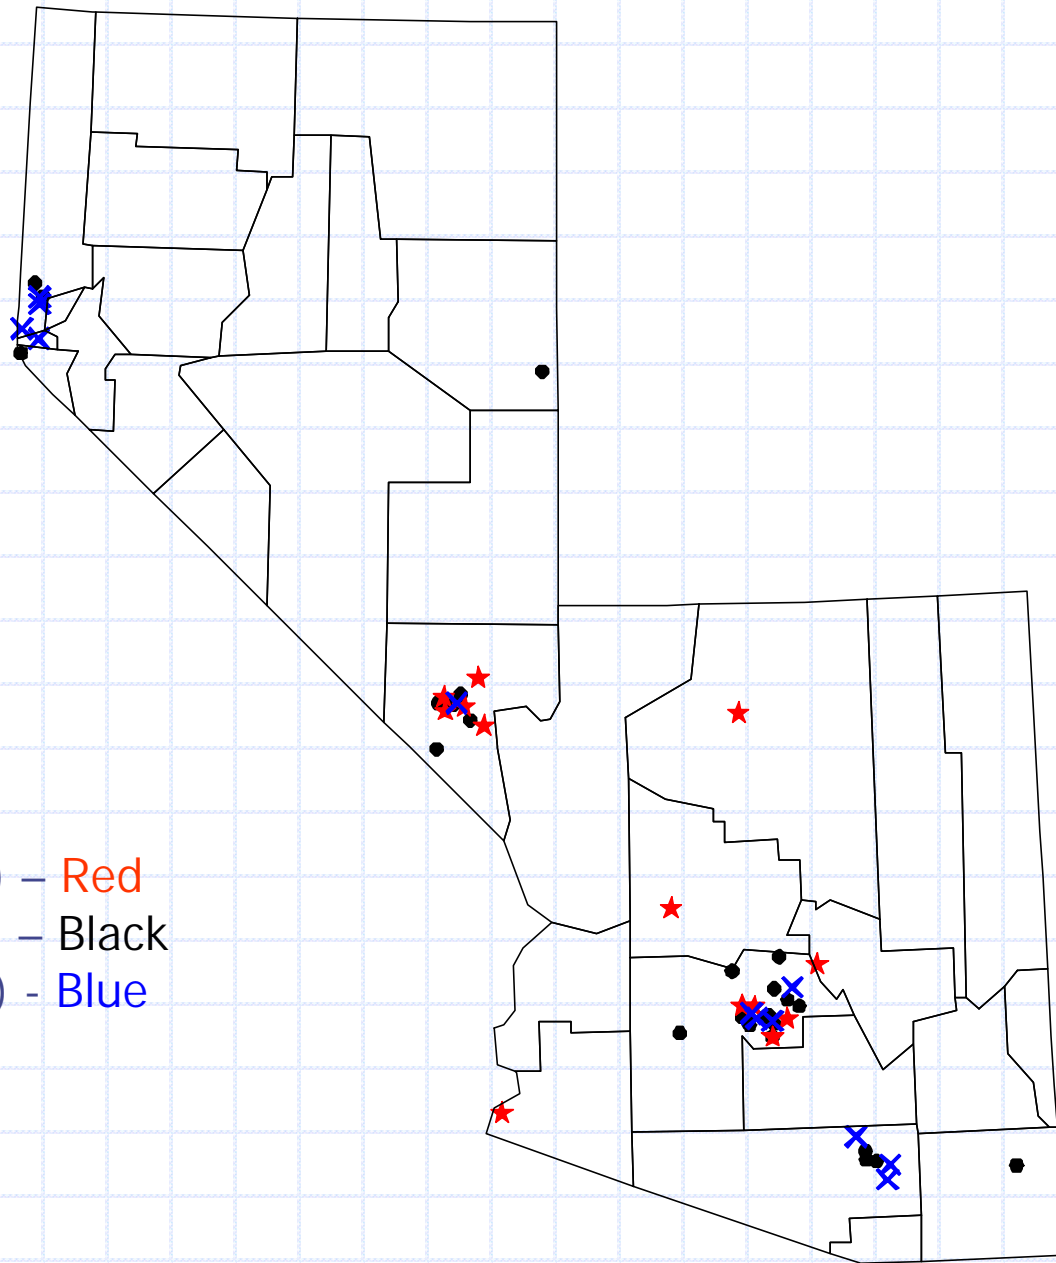 ) – Red
– Black
) - Blue